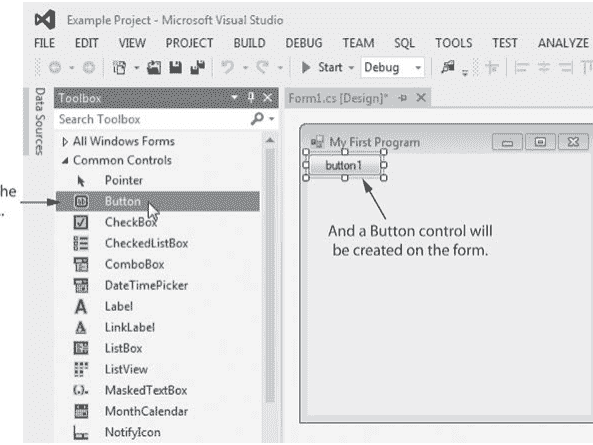 Example Project - Microsoft Visual Studio
FILE EDIT VIEW PROJECT BUILD DEBUG TEAM SQL TOOLS TEST ANALYZE
Start Debug
Data Sources
Toolbox
Form1.cs [Design]*
Search Toolbox
All Windows Forms
Common Controls
Pointer
Button
CheckBox
CheckedListBox
ComboBox
DateTimePicker
Label
LinkLabel
ListBox
ListView
MaskedTextBox
MonthCalendar
NotifyIcon
he
..
My First Program
button1
And a Button control will
be created on the form.